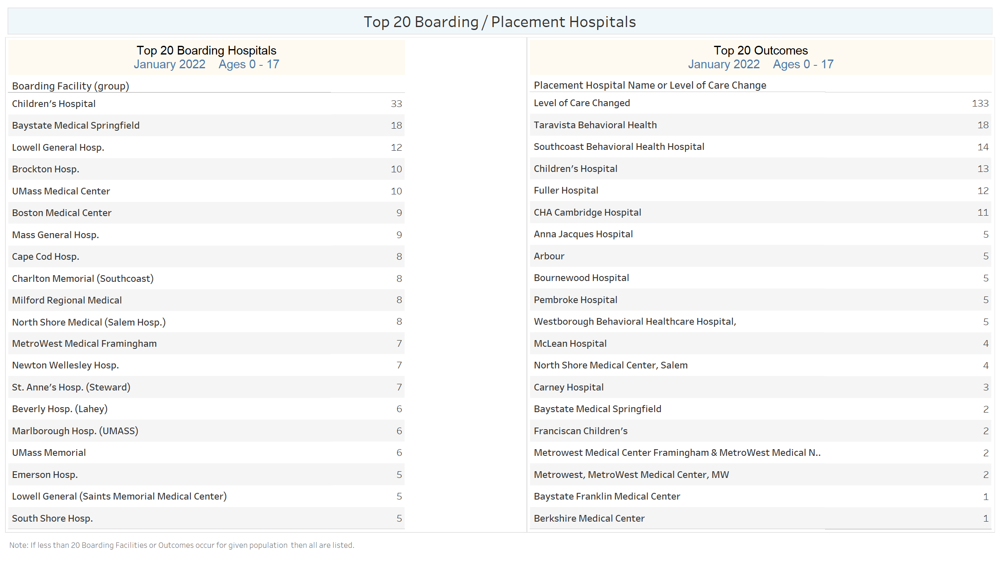 Top 20 Boarding / Placement Hospitals
Top 20 Boarding Hospitals
January 2022 Ages 0 - 17
Boarding Facility (group)
Children's Hospital 33
Baystate Medical Springfield 18
Lowell General Hosp. 12
Brockton Hosp. 10
UMass Medical Center 10
Boston Medical Center 9
Mass General Hosp. 9
Cape Cod Hosp. 8
Charlton Memorial (Southcoast) 8
Milford Regional Medical 8
North Shore Medical (Salem Hosp.) 8
MetroWest Medical Framingham 7
Newton Wellesley Hosp. 7
St. Anne's Hosp. (Steward) 7
Beverly Hosp. (Lahey) 6
Marlborough Hosp. (UMASS) 6
UMass Memorial 6
Emerson Hosp. 5
Lowell General (Saints Memorial Medical Center) 5
South Shore Hosp. 5
Top 20 Outcomes
January 2022 Ages 0 - 17
Placement Hospital Name or Level of Care Change
Level of Care Changed 133
Taravista Behavioral Health 18
Southcoast Behavioral Health Hospital 14
Children's Hospital 13
Fuller Hospital 12
CHA Cambridge Hospital 11
Anna Jacques Hospital 5
Arbour 5
Bournewood Hospital 5
Pembroke Hospital 5
Westborough Behavioral Healthcare Hospital, 5
McLean Hospital 4
North Shore Medical Center, Salem 4
Carney Hospital 3
Baystate Medical Springfield 2
Franciscan Children's 2
Metrowest Medical Center Framingham & MetroWest Medical N.. 2
Metrowest, MetroWest Medical Center, MW 2
Baystate Franklin Medical Center 1
Berkshire Medical Center 1
Note: If less than 20 Boarding Facilities or Outcomes occur for given population then all are listed.